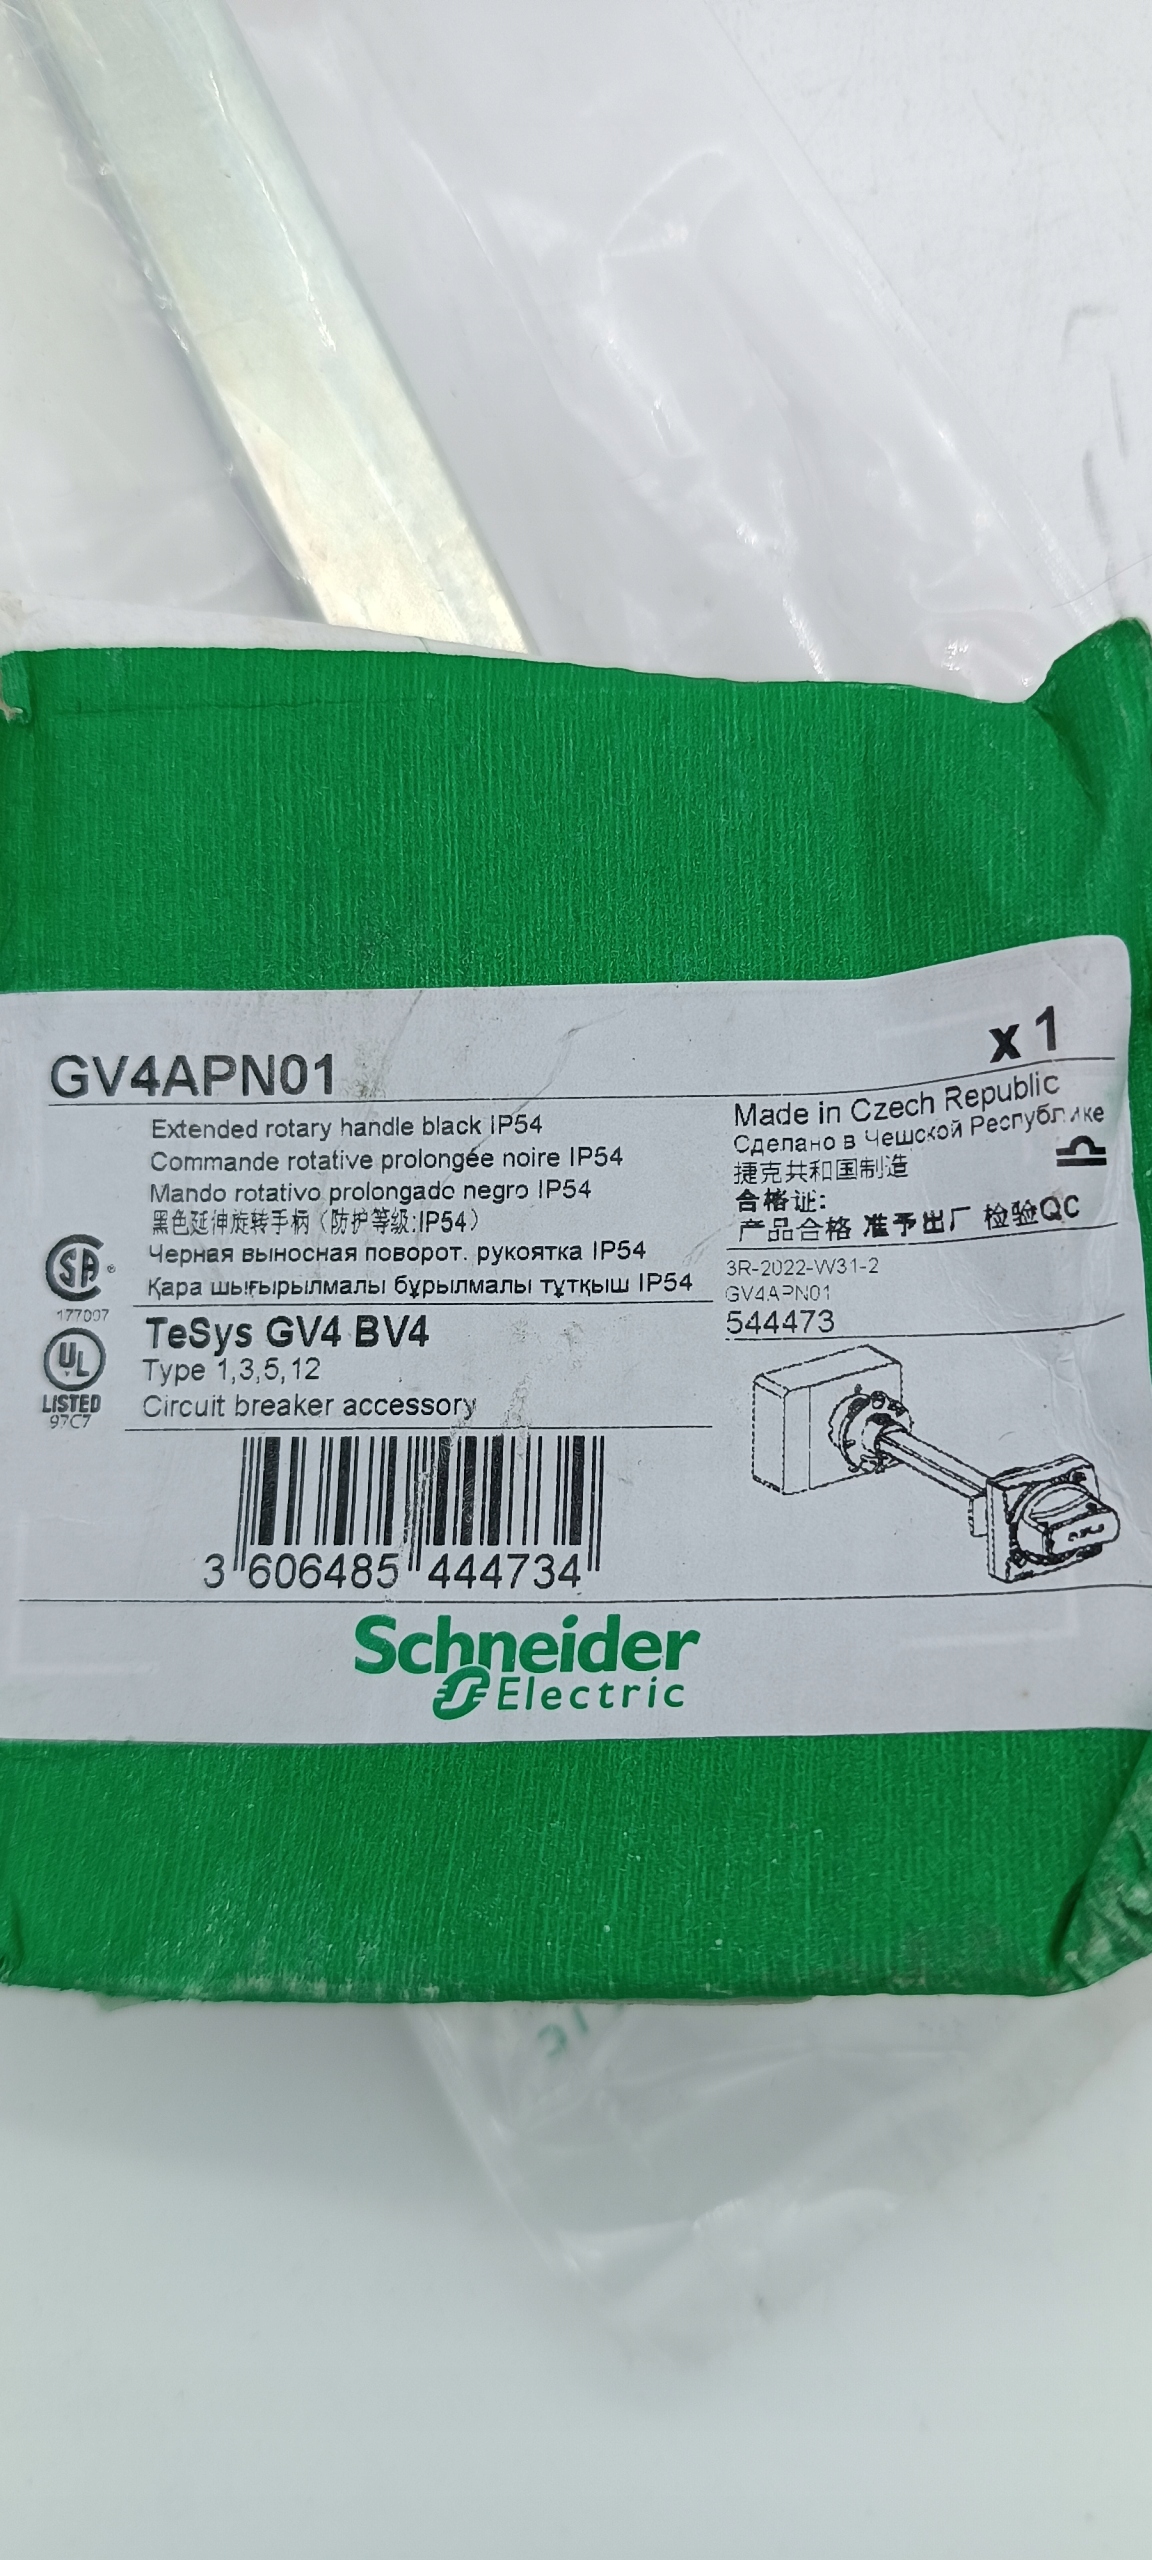 GV4APN01
x 1
Extended rotary handle black IP54
Commande rotative prolongée noire IP54
Mando rotativo prolongado negro IP54
黑色延伸旋转手柄（防护等级:IP54）
Черная выносная поворот. рукоятка IP54
Қара шығырылмалы бұрылмалы тұтқыш IP54
Made in Czech Republic
Сделано в Чешской Республике
捷克共和国制造
合格证:
产品合格 准予出厂 检验QC
3R-2022-W31-2
GV4APN01
544473
SA ®
177007
UL
LISTED
97C7
TeSys GV4 BV4
Type 1,3,5,12
Circuit breaker accessory
3 606485 444734
Schneider
Electric